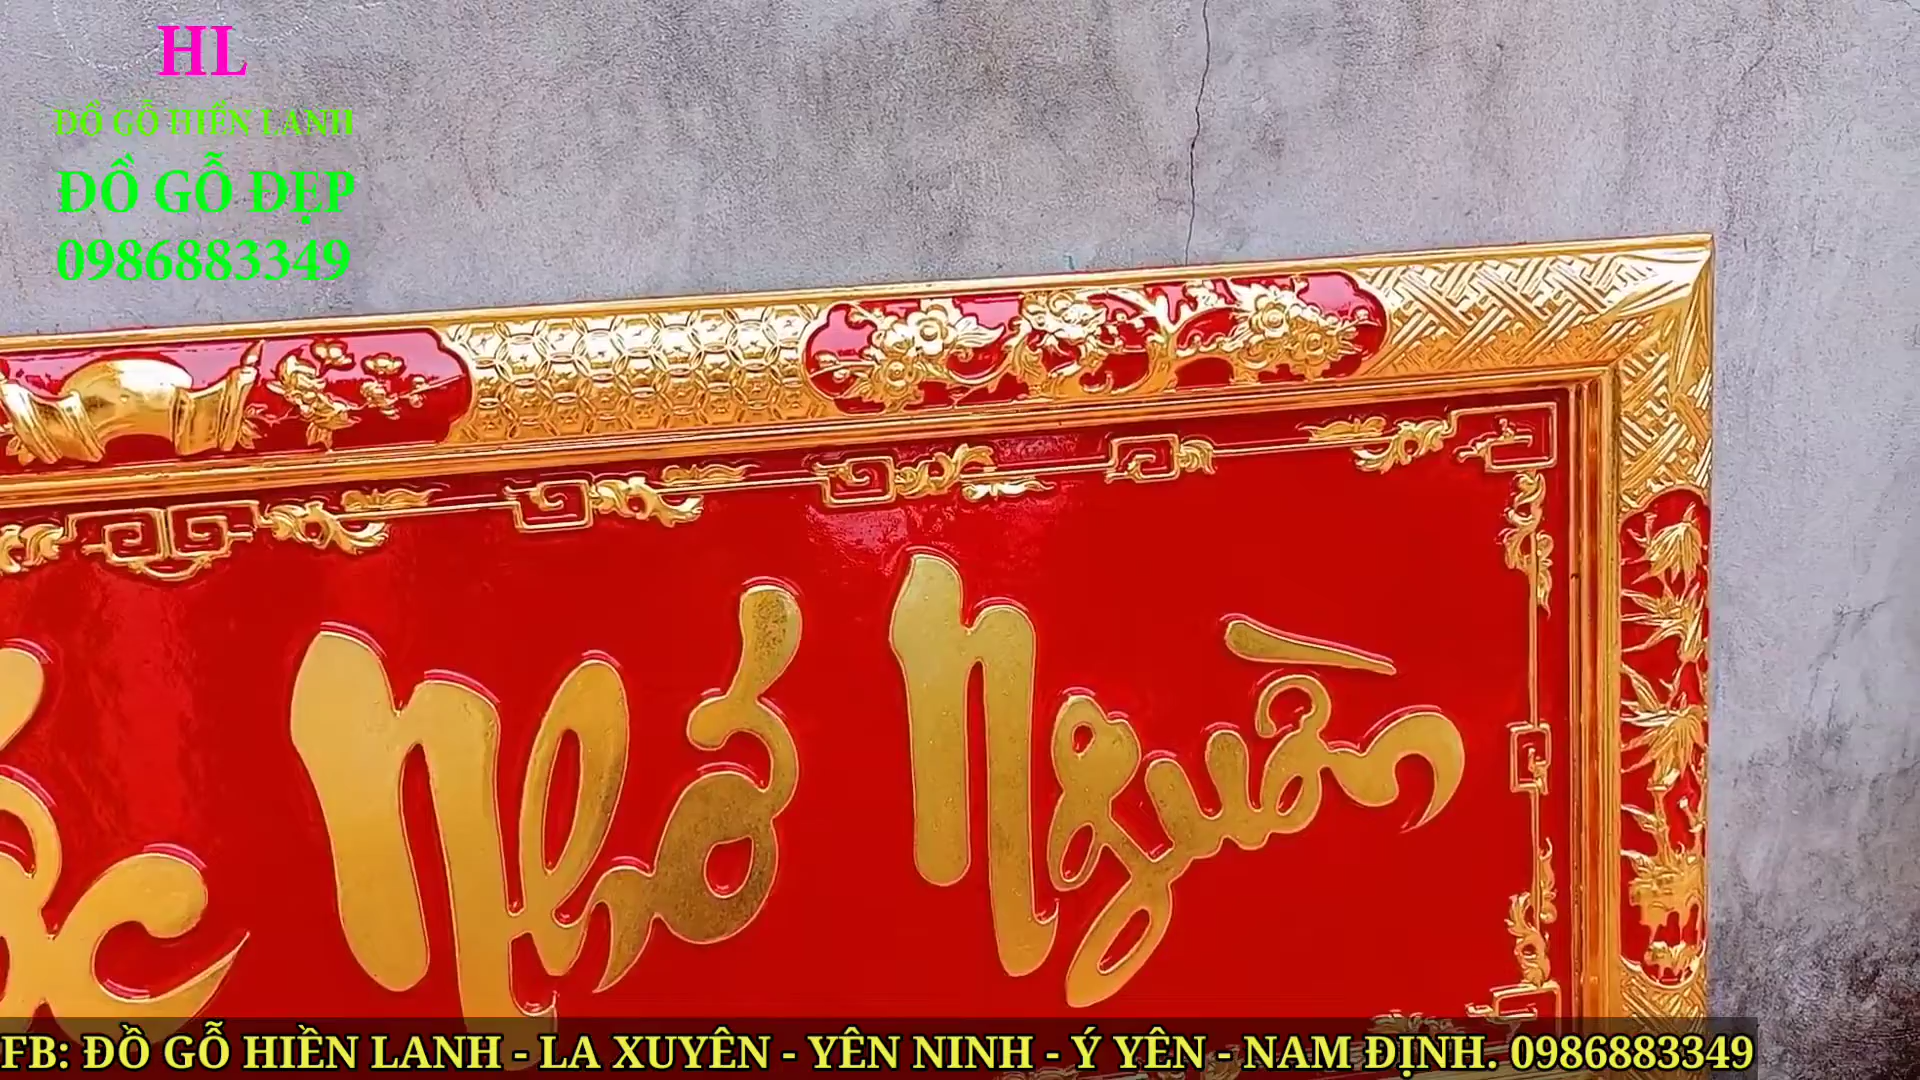 HL
ĐỒ GỖ HIỀN LANH
ĐỒ GỖ ĐẸP
0986883349
Nhớ Nguồn
FB: ĐỒ GỖ HIỀN LANH - LA XUYÊN - YÊN NINH - Ý YÊN - NAM ĐỊNH. 0986883349